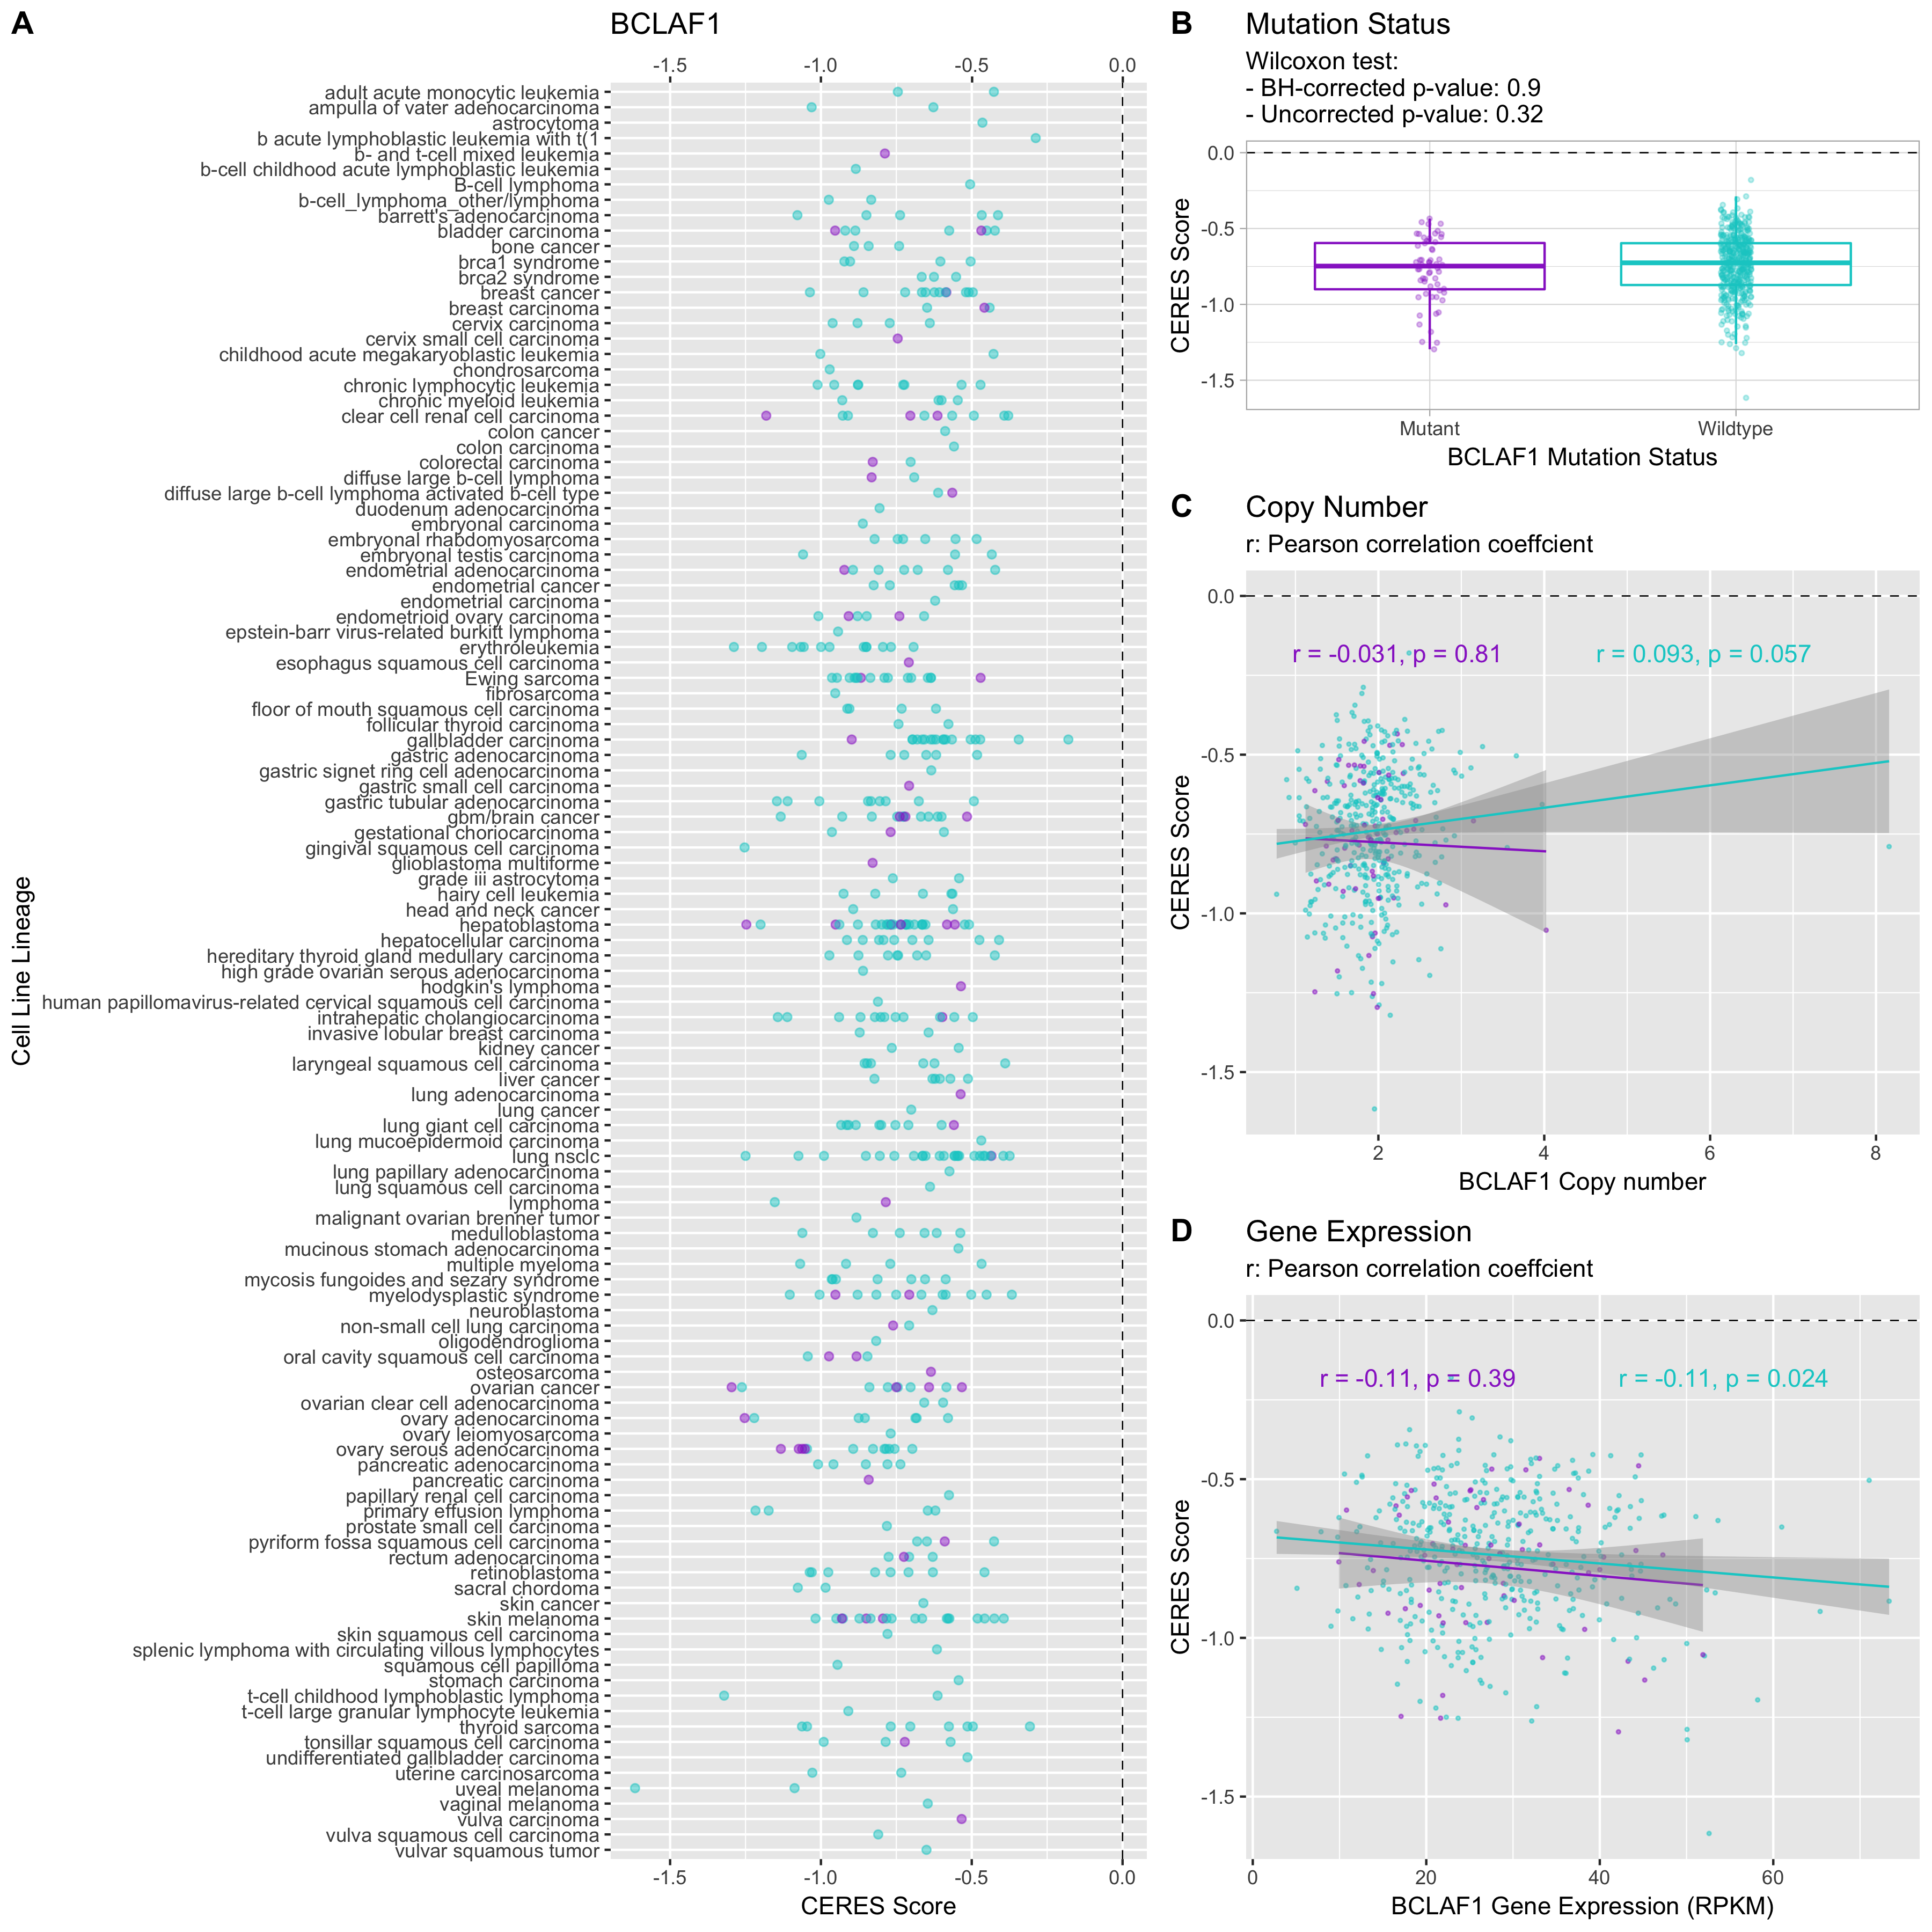 A
BCLAF1
-1.5
-1.0
-0.5
0.0
adult acute monocytic leukemia
ampulla of vater adenocarcinoma
astrocytoma
b acute lymphoblastic leukemia with t(1
b- and t-cell mixed leukemia
b-cell childhood acute lymphoblastic leukemia
B-cell lymphoma
b-cell_lymphoma_other/lymphoma
barrett's adenocarcinoma
bladder carcinoma
bone cancer
brca1 syndrome
brca2 syndrome
breast cancer
breast carcinoma
cervix carcinoma
cervix small cell carcinoma
childhood acute megakaryoblastic leukemia
chondrosarcoma
chronic lymphocytic leukemia
chronic myeloid leukemia
clear cell renal cell carcinoma
colon cancer
colon carcinoma
colorectal carcinoma
diffuse large b-cell lymphoma
diffuse large b-cell lymphoma activated b-cell type
duodenum adenocarcinoma
embryonal carcinoma
embryonal rhabdomyosarcoma
embryonal testis carcinoma
endometrial adenocarcinoma
endometrial cancer
endometrial carcinoma
endometrioid ovary carcinoma
epstein-barr virus-related burkitt lymphoma
erythroleukemia
esophagus squamous cell carcinoma
Ewing sarcoma
fibrosarcoma
floor of mouth squamous cell carcinoma
follicular thyroid carcinoma
gallbladder carcinoma
gastric adenocarcinoma
gastric signet ring cell adenocarcinoma
gastric small cell carcinoma
gastric tubular adenocarcinoma
gbm/brain cancer
gestational choriocarcinoma
gingival squamous cell carcinoma
glioblastoma multiforme
grade iii astrocytoma
hairy cell leukemia
head and neck cancer
hepatoblastoma
hepatocellular carcinoma
hereditary thyroid gland medullary carcinoma
high grade ovarian serous adenocarcinoma
hodgkin's lymphoma
human papillomavirus-related cervical squamous cell carcinoma
intrahepatic cholangiocarcinoma
invasive lobular breast carcinoma
kidney cancer
laryngeal squamous cell carcinoma
liver cancer
lung adenocarcinoma
lung cancer
lung giant cell carcinoma
lung mucoepidermoid carcinoma
lung nsclc
lung papillary adenocarcinoma
lung squamous cell carcinoma
lymphoma
malignant ovarian brenner tumor
medulloblastoma
mucinous stomach adenocarcinoma
multiple myeloma
mycosis fungoides and sezary syndrome
myelodysplastic syndrome
neuroblastoma
non-small cell lung carcinoma
oligodendroglioma
oral cavity squamous cell carcinoma
osteosarcoma
ovarian cancer
ovarian clear cell adenocarcinoma
ovary adenocarcinoma
ovary leiomyosarcoma
ovary serous adenocarcinoma
pancreatic adenocarcinoma
pancreatic carcinoma
papillary renal cell carcinoma
primary effusion lymphoma
prostate small cell carcinoma
pyriform fossa squamous cell carcinoma
rectum adenocarcinoma
retinoblastoma
sacral chordoma
skin cancer
skin melanoma
skin squamous cell carcinoma
splenic lymphoma with circulating villous lymphocytes
squamous cell papilloma
stomach carcinoma
t-cell childhood lymphoblastic lymphoma
t-cell large granular lymphocyte leukemia
thyroid sarcoma
tonsillar squamous cell carcinoma
undifferentiated gallbladder carcinoma
uterine carcinosarcoma
uveal melanoma
vaginal melanoma
vulva carcinoma
vulva squamous cell carcinoma
vulvar squamous tumor
-1.5
-1.0
-0.5
0.0
CERES Score
Cell Line Lineage
B
Mutation Status
Wilcoxon test:
- BH-corrected p-value: 0.9
- Uncorrected p-value: 0.32
0.0
-0.5
-1.0
-1.5
CERES Score
Mutant
Wildtype
BCLAF1 Mutation Status
C
Copy Number
r: Pearson correlation coeffcient
0.0
-0.5
-1.0
-1.5
CERES Score
r = -0.031, p = 0.81
r = 0.093, p = 0.057
2
4
6
8
BCLAF1 Copy number
D
Gene Expression
r: Pearson correlation coeffcient
0.0
-0.5
-1.0
-1.5
CERES Score
r = -0.11, p = 0.39
r = -0.11, p = 0.024
0
20
40
60
BCLAF1 Gene Expression (RPKM)